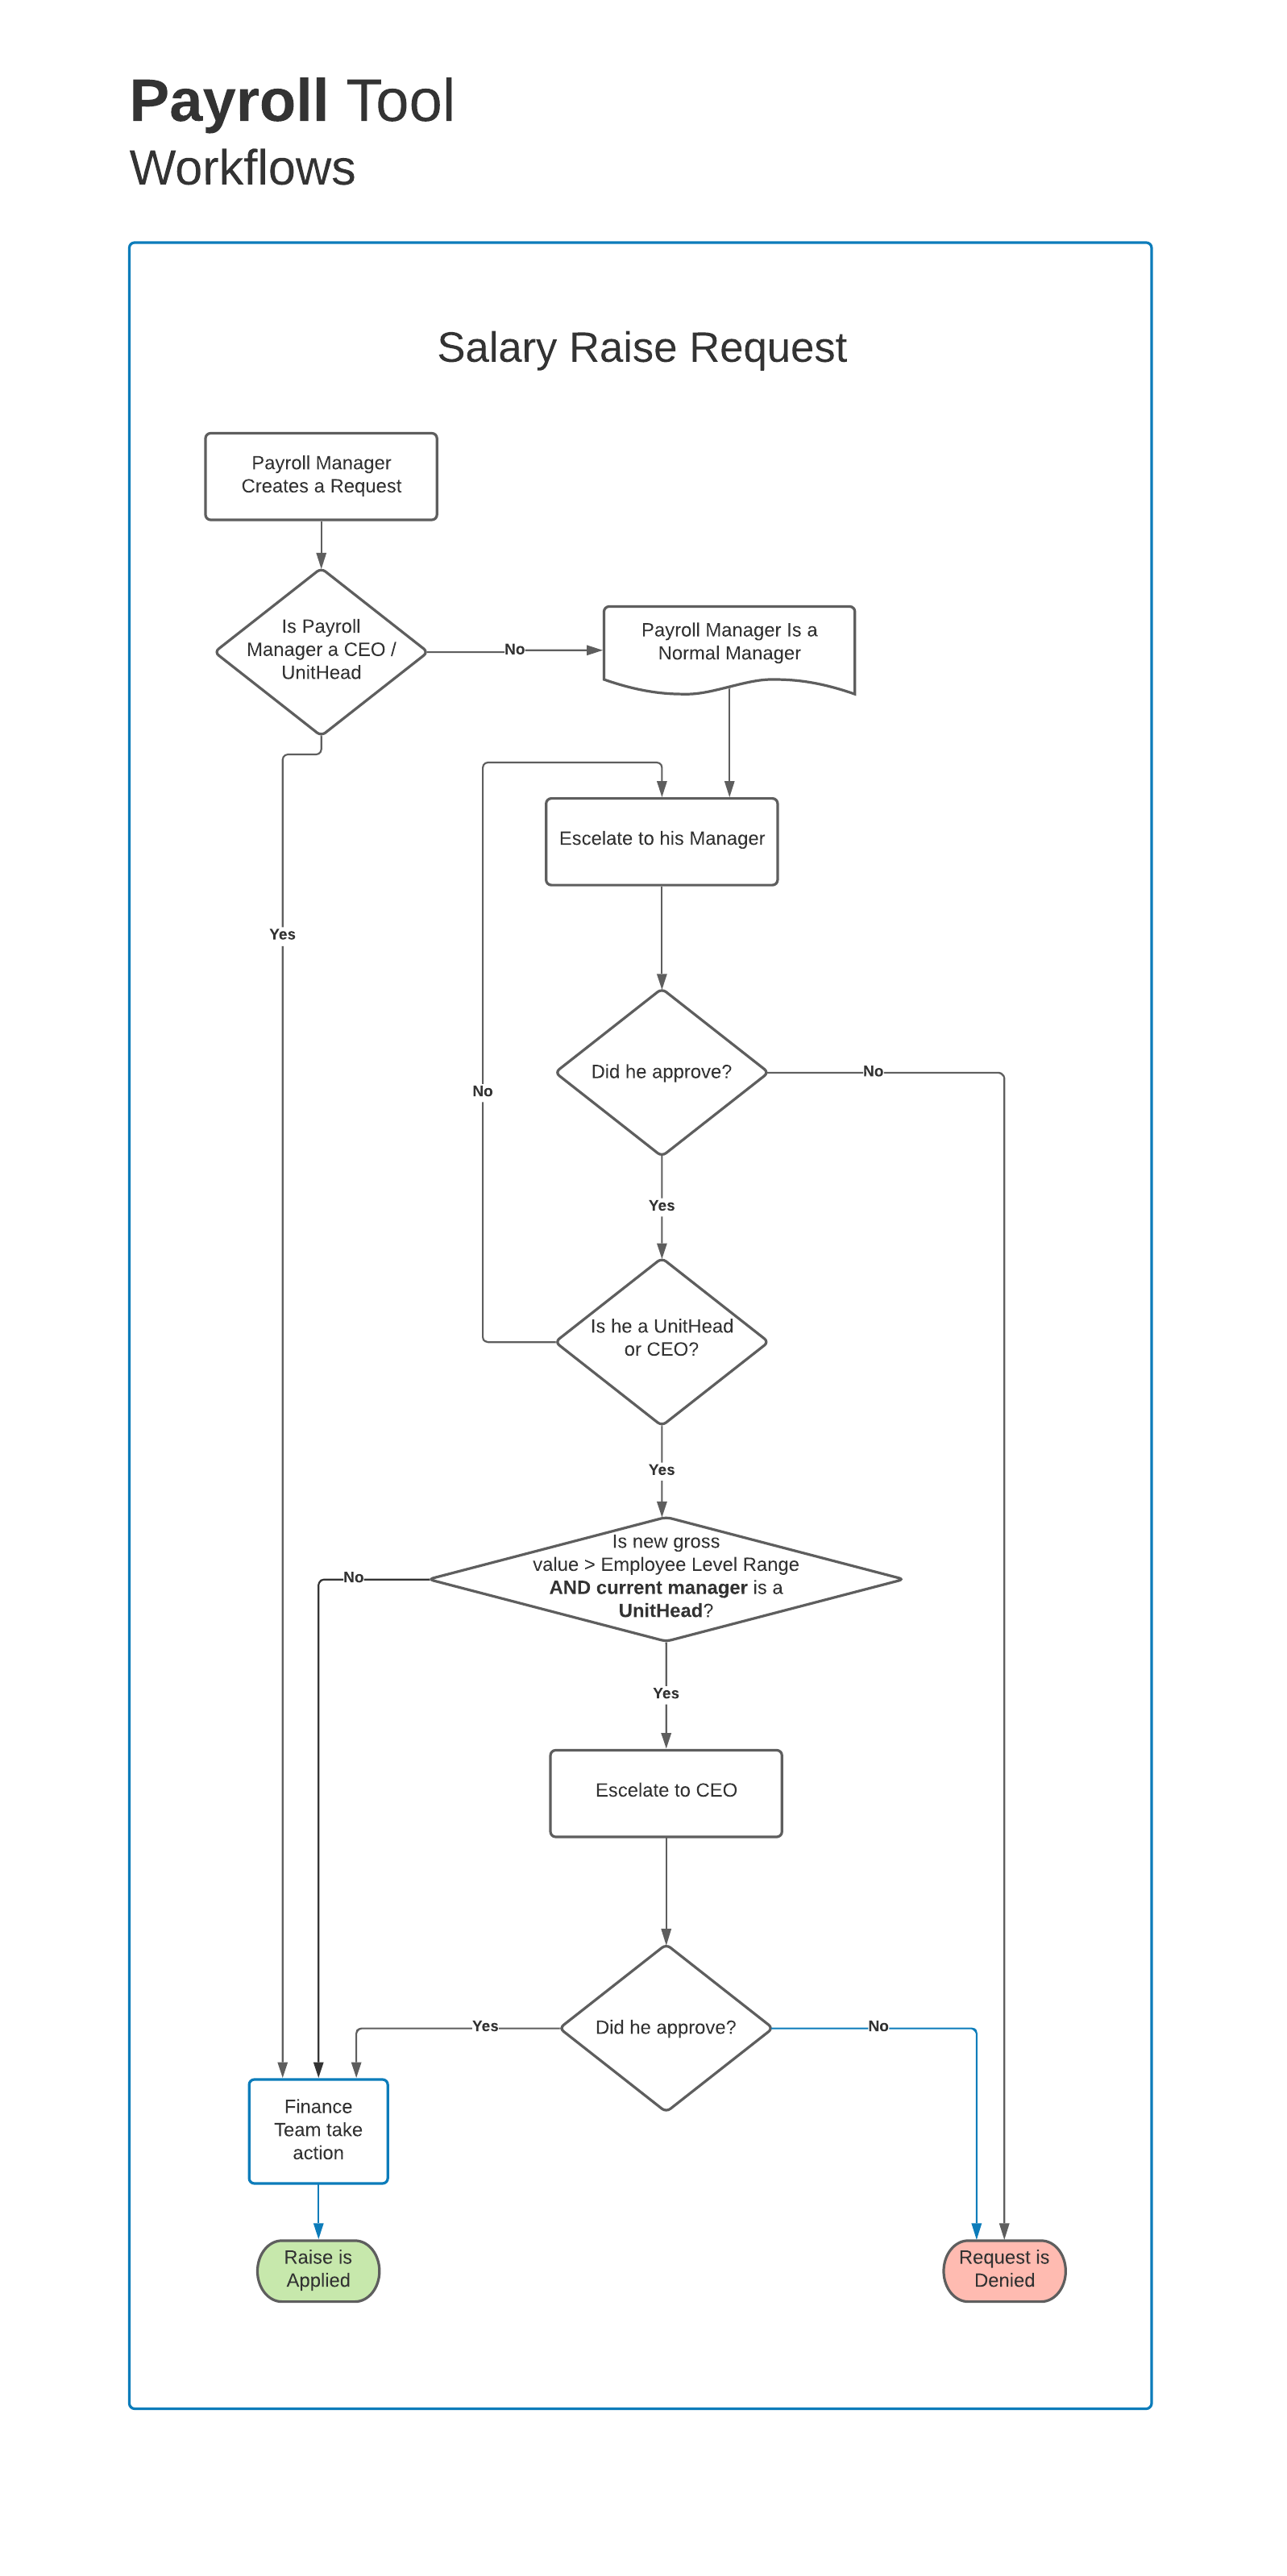 Payroll Tool
Workflows
Salary Raise Request
Payroll Manager
Creates a Request
Is Payroll
Manager a CEO /
UnitHead
No
Payroll Manager Is a
Normal Manager
Escelate to his Manager
Yes
Did he approve?
No
No
Yes
Is he a UnitHead
or CEO?
Yes
Is new gross
value > Employee Level Range
AND current manager is a
UnitHead?
No
Yes
Escelate to CEO
Did he approve?
Yes
No
Finance
Team take
action
Raise is
Applied
Request is
Denied